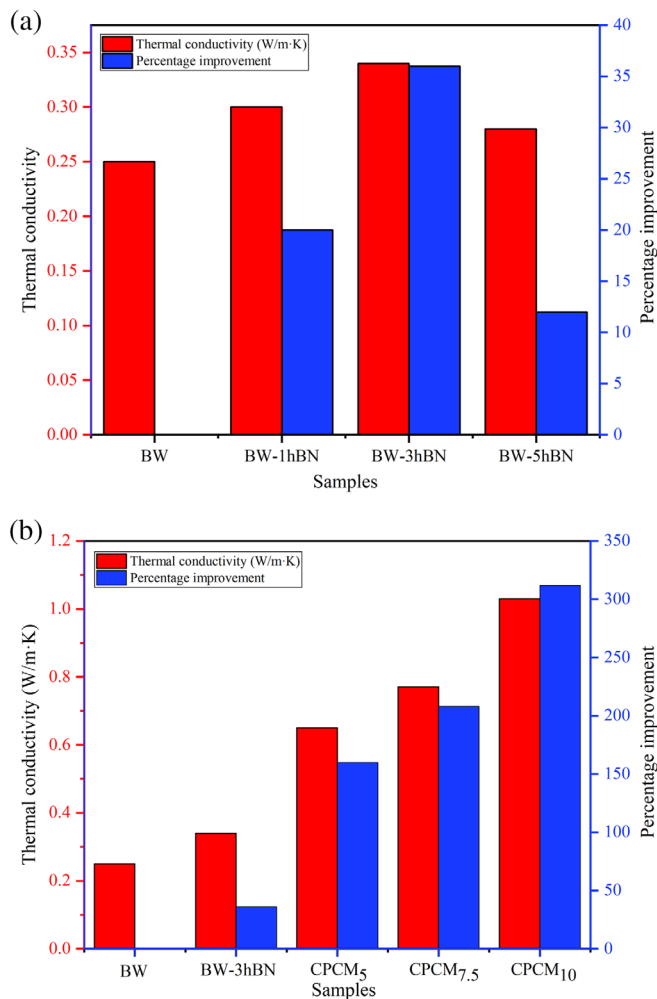 (a)
Thermal conductivity (W/m·K)
Percentage improvement
Thermal conductivity
0.35
0.30
0.25
0.20
0.15
0.10
0.05
0.00
40
35
30
25
20
15
10
5
0
Percentage improvement
BW BW-1hBN BW-3hBN BW-5hBN
Samples
(b)
Thermal conductivity (W/m·K)
Percentage improvement
Thermal conductivity (W/m·K)
1.2
1.0
0.8
0.6
0.4
0.2
0.0
350
300
250
200
150
100
50
0
Percentage improvement
BW BW-3hBN CPCM₅ CPCM₇.₅ CPCM₁₀
Samples